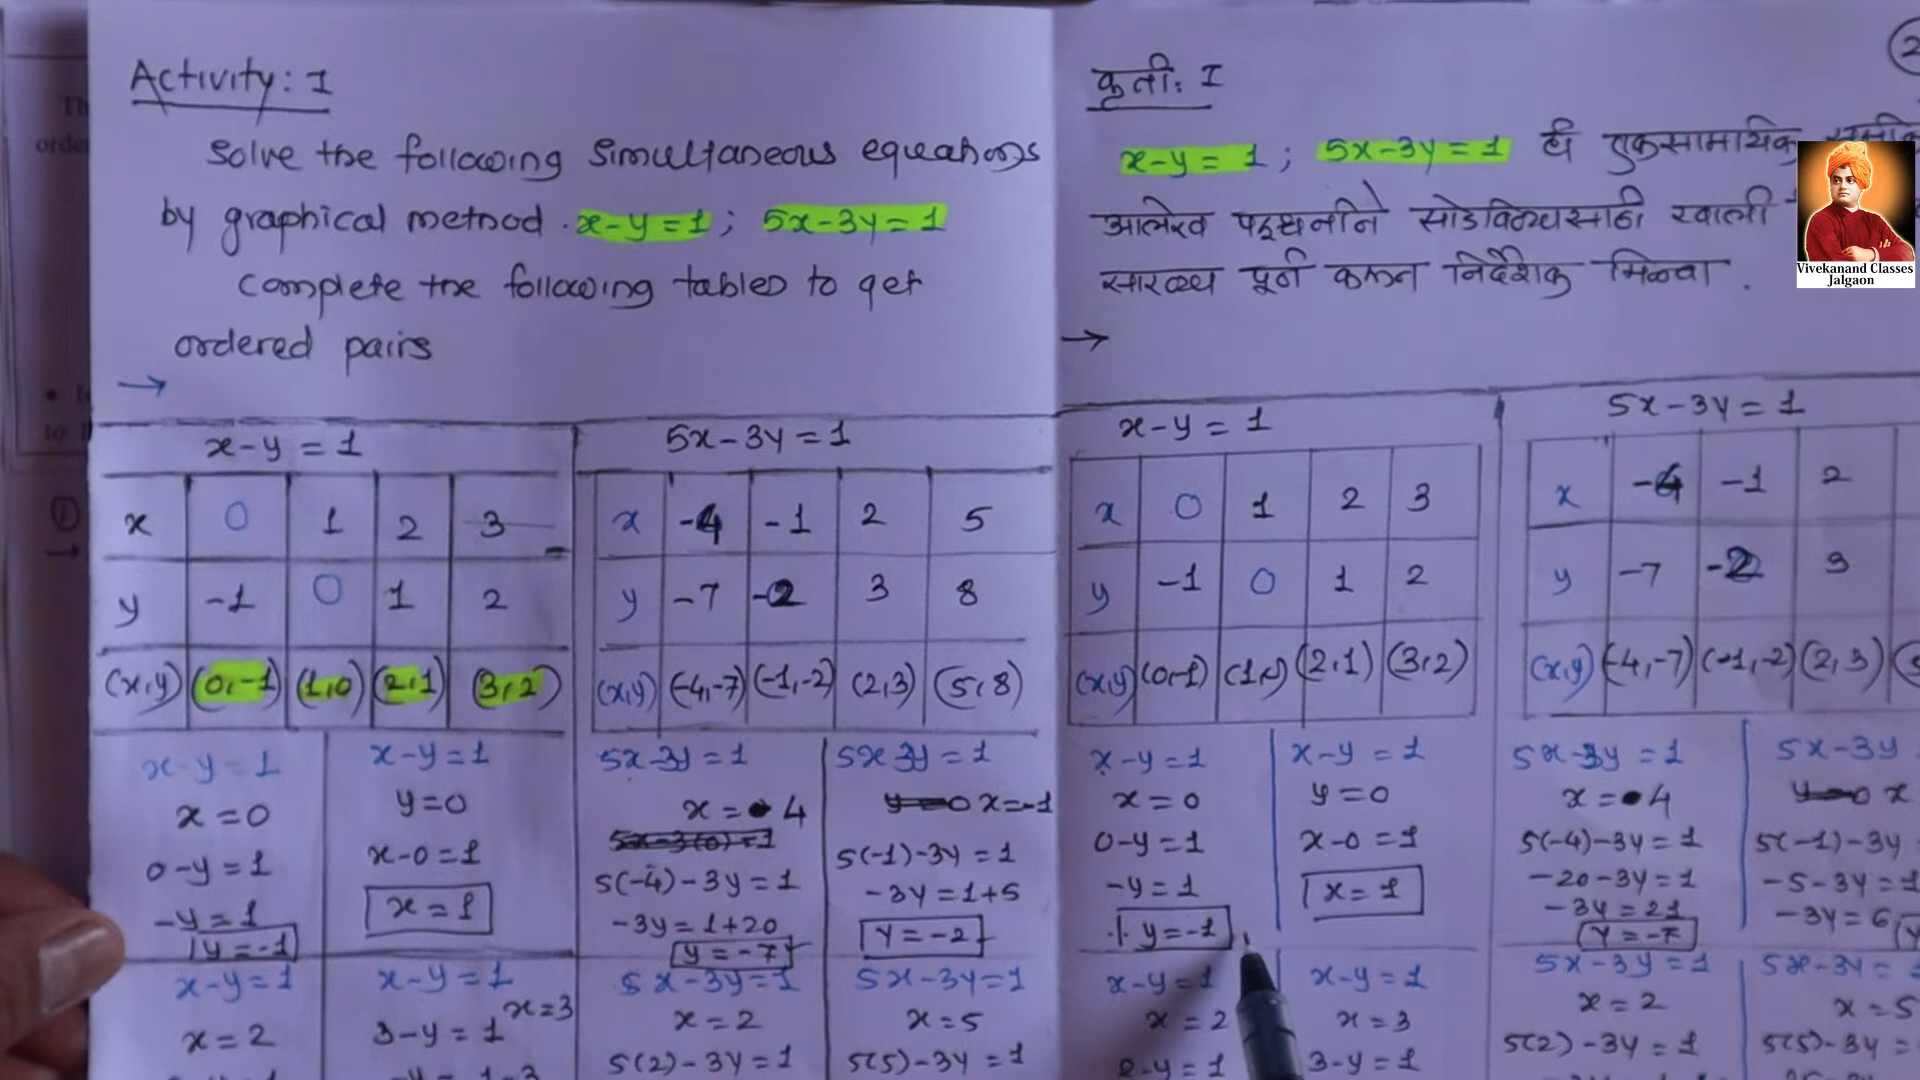 Activity: I
Solve the following Simultaneous equations
by graphical method. x-y=1; 5x-3y=1
Complete the following tables to get
ordered pairs
→
x-y = 1
x 0 1 2 3
y -1 0 1 2
(x,y) (0,-1) (1,0) (2,1) (3,2)
5x-3y=1
x -4 -1 2 5
y -7 -2 3 8
(x,y) (-4,-7) (-1,-2) (2,3) (5,8)
x-y=1
x=0
0-y=1
-y=1
y=-1
x-y=1
y=0
x-0=1
x=1
5x-3y=1
x=-4
5(-4)-3y=1
-3y=1+20
y=-7
5x-3y=1
x=-1
5(-1)-3y=1
-3y=1+5
y=-2
x-y=1
x=2
x-y=1
x=3
3-y=1
5x-3y=1
x=2
5(2)-3y=1
5x-3y=1
x=5
5(5)-3y=1
कृती: I
x-y=1; 5x-3y=1 ही एकसामायिक
आलेख पद्धतीने सोडविण्यासाठी खाली
सारण्या पूर्ण करून निर्देशक मिळवा.
→
x-y=1
x 0 1 2 3
y -1 0 1 2
(x,y) (0,-1) (2,1) (3,2)
5x-3y=1
x -4 -1 2
y -7 -2 3
(x,y) (-4,-7) (-1,-2) (2,3)
x-y=1
x=0
0-y=1
-y=1
y=-1
x-y=1
y=0
x-0=1
x=1
5x-3y=1
x=-4
5(-4)-3y=1
-20-3y=1
-3y=21
y=-7
5x-3y
x
5(-1)-3y
-5-3y=1
-3y=6
x-y=1
x=2
2-y=1
x-y=1
x=3
3-y=1
5x-3y=1
x=2
5(2)-3y=1
5x-3y=
x=5
5(5)-3y=
2
Vivekanand Classes
Jalgaon